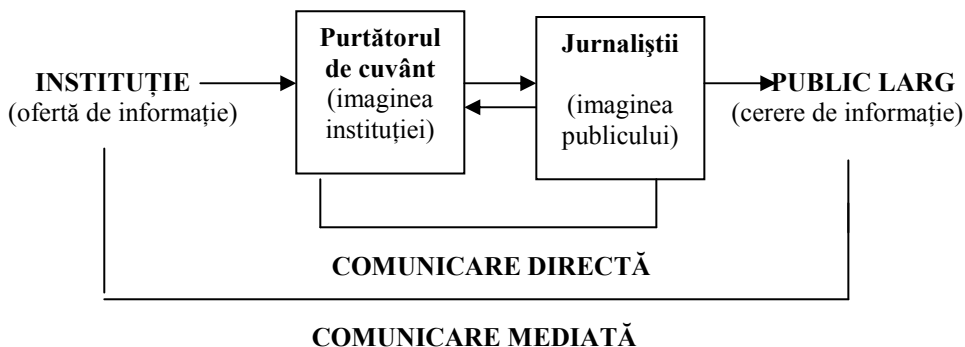 INSTITUȚIE
(ofertă de informație)
Purtătorul
de cuvânt
(imaginea
instituției)
Jurnaliştii
(imaginea
publicului)
PUBLIC LARG
(cerere de informație)
COMUNICARE DIRECTĂ
COMUNICARE MEDIATĂ